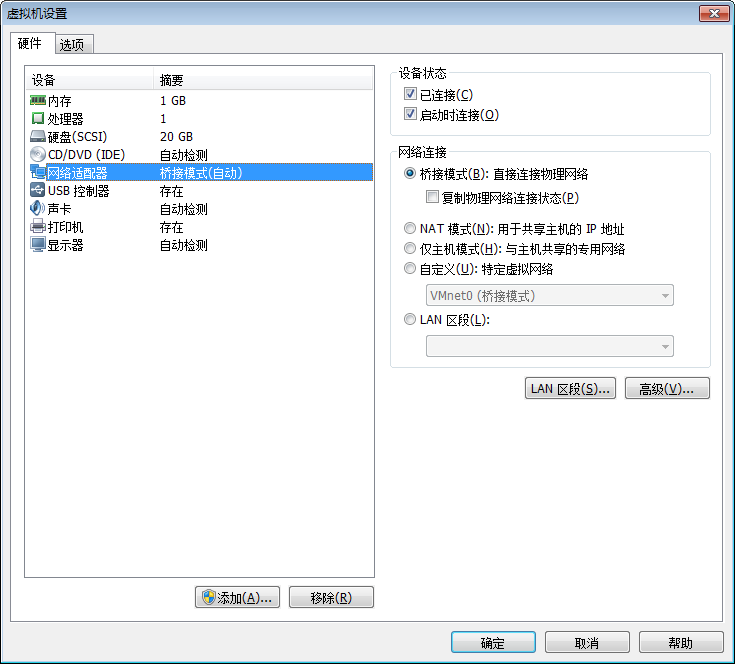 虚拟机设置
硬件 选项
设备 摘要
内存 1 GB
处理器 1
硬盘(SCSI) 20 GB
CD/DVD (IDE) 自动检测
网络适配器 桥接模式(自动)
USB 控制器 存在
声卡 自动检测
打印机 存在
显示器 自动检测
添加(A)... 移除(R)
设备状态
已连接(C)
启动时连接(O)
网络连接
桥接模式(B): 直接连接物理网络
复制物理网络连接状态(P)
NAT 模式(N): 用于共享主机的 IP 地址
仅主机模式(H): 与主机共享的专用网络
自定义(U): 特定虚拟网络
VMnet0 (桥接模式)
LAN 区段(L):
LAN 区段(S)... 高级(V)...
确定 取消 帮助